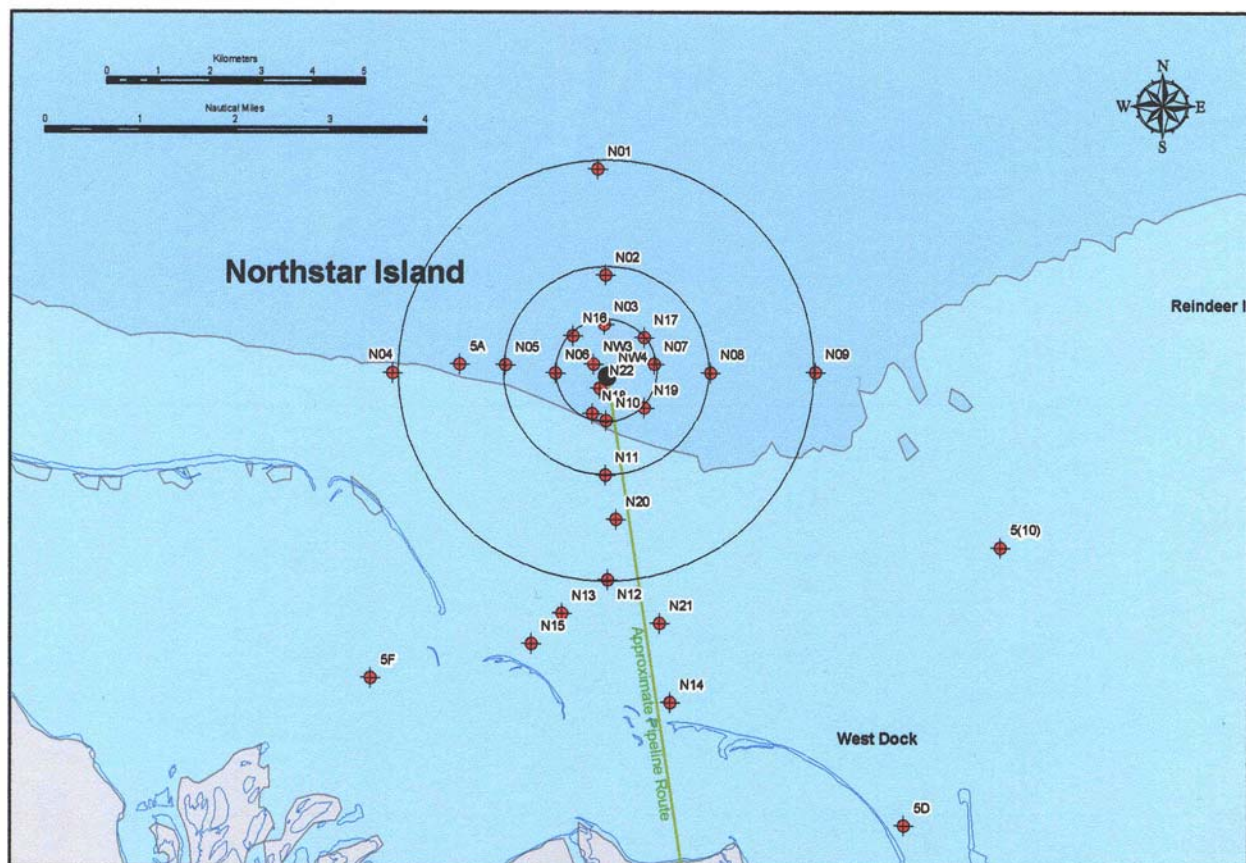 Kilometers
0 1 2 3 4 5
Nautical Miles
0 1 2 3 4
N
W E
S
N01
Northstar Island
N02
Reindeer I
N03
N16
N17
N04
5A
N05
N06
NW3
NW4
N07
N08
N09
N22
N18
N10
N19
N11
N20
5(10)
N12
N13
N21
N15
5F
N14
Approximate Pipeline Route
West Dock
5D